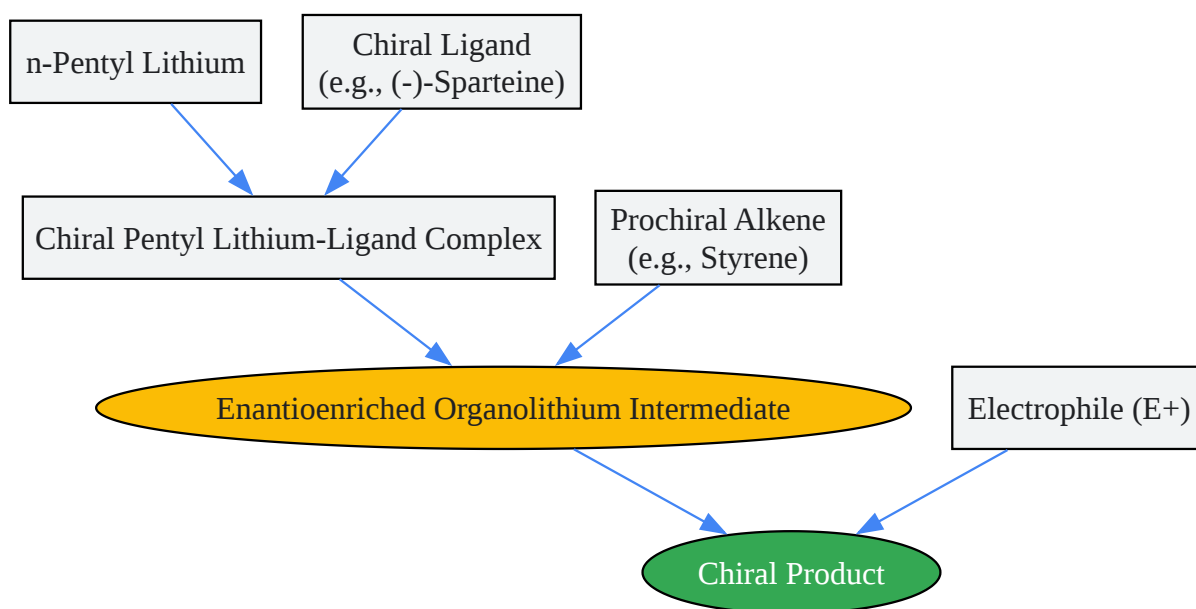 n-Pentyl Lithium
Chiral Ligand
(e.g., (-)-Sparteine)
Chiral Pentyl Lithium-Ligand Complex
Prochiral Alkene
(e.g., Styrene)
Enantioenriched Organolithium Intermediate
Electrophile (E+)
Chiral Product